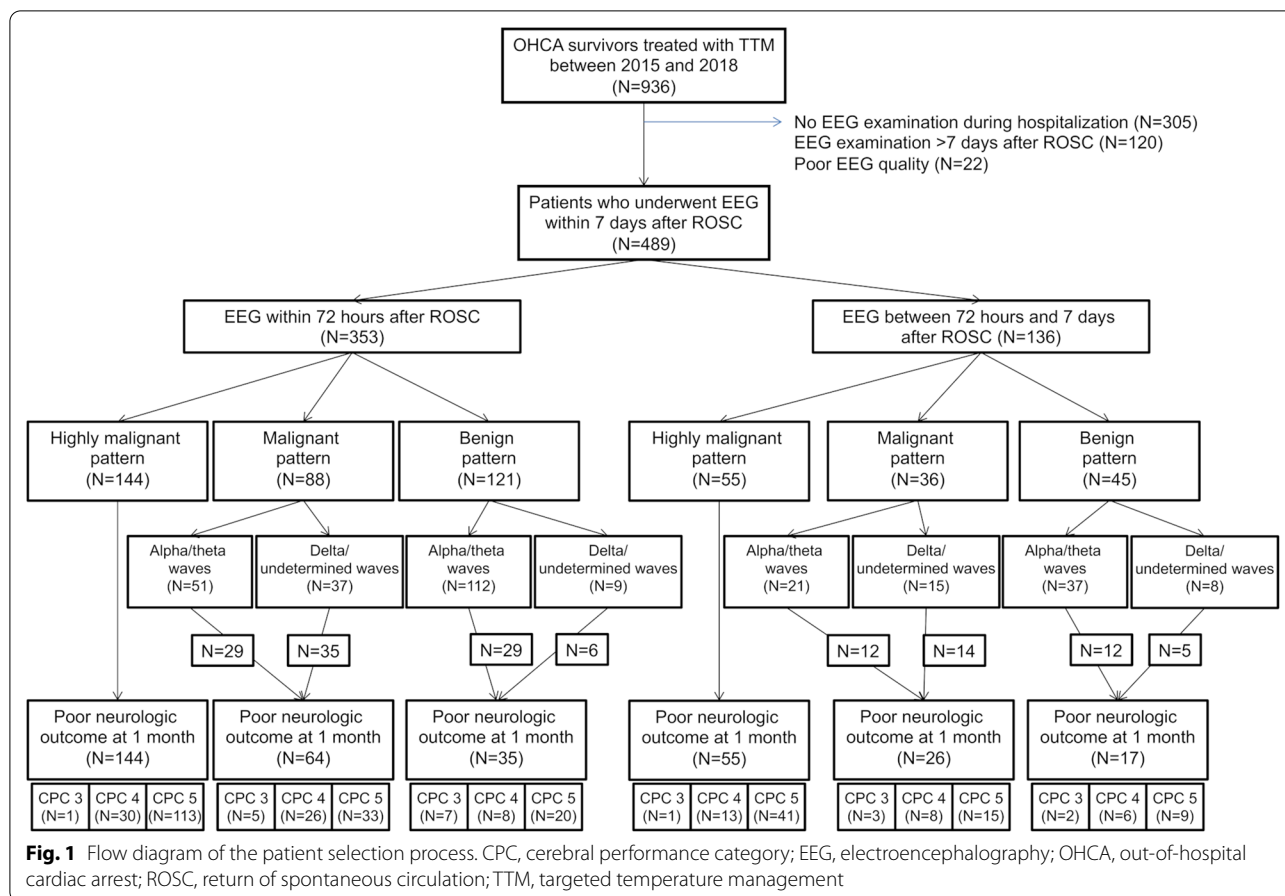 OHCA survivors treated with TTM
between 2015 and 2018
(N=936)
No EEG examination during hospitalization (N=305)
EEG examination >7 days after ROSC (N=120)
Poor EEG quality (N=22)
Patients who underwent EEG
within 7 days after ROSC
(N=489)
EEG within 72 hours after ROSC
(N=353)
EEG between 72 hours and 7 days
after ROSC (N=136)
Highly malignant
pattern
(N=144)
Malignant
pattern
(N=88)
Benign
pattern
(N=121)
Highly malignant
pattern
(N=55)
Malignant
pattern
(N=36)
Benign
pattern
(N=45)
Alpha/theta
waves
(N=51)
Delta/
undetermined waves
(N=37)
Alpha/theta
waves
(N=112)
Delta/
undetermined waves
(N=9)
Alpha/theta
waves
(N=21)
Delta/
undetermined waves
(N=15)
Alpha/theta
waves
(N=37)
Delta/
undetermined waves
(N=8)
N=29
N=35
N=29
N=6
N=12
N=14
N=12
N=5
Poor neurologic
outcome at 1 month
(N=144)
Poor neurologic
outcome at 1 month
(N=64)
Poor neurologic
outcome at 1 month
(N=35)
Poor neurologic
outcome at 1 month
(N=55)
Poor neurologic
outcome at 1 month
(N=26)
Poor neurologic
outcome at 1 month
(N=17)
CPC 3
(N=1)
CPC 4
(N=30)
CPC 5
(N=113)
CPC 3
(N=5)
CPC 4
(N=26)
CPC 5
(N=33)
CPC 3
(N=7)
CPC 4
(N=8)
CPC 5
(N=20)
CPC 3
(N=1)
CPC 4
(N=13)
CPC 5
(N=41)
CPC 3
(N=3)
CPC 4
(N=8)
CPC 5
(N=15)
CPC 3
(N=2)
CPC 4
(N=6)
CPC 5
(N=9)
Fig. 1 Flow diagram of the patient selection process. CPC, cerebral performance category; EEG, electroencephalography; OHCA, out-of-hospital
cardiac arrest; ROSC, return of spontaneous circulation; TTM, targeted temperature management